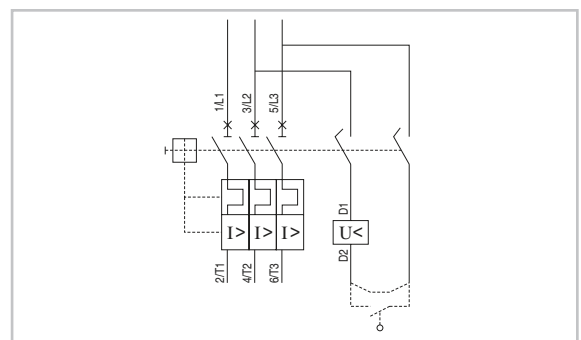 1/L1
3/L2
5/L3
D1
I>
I>
I>
U<
D2
2/T1
4/T2
6/T3